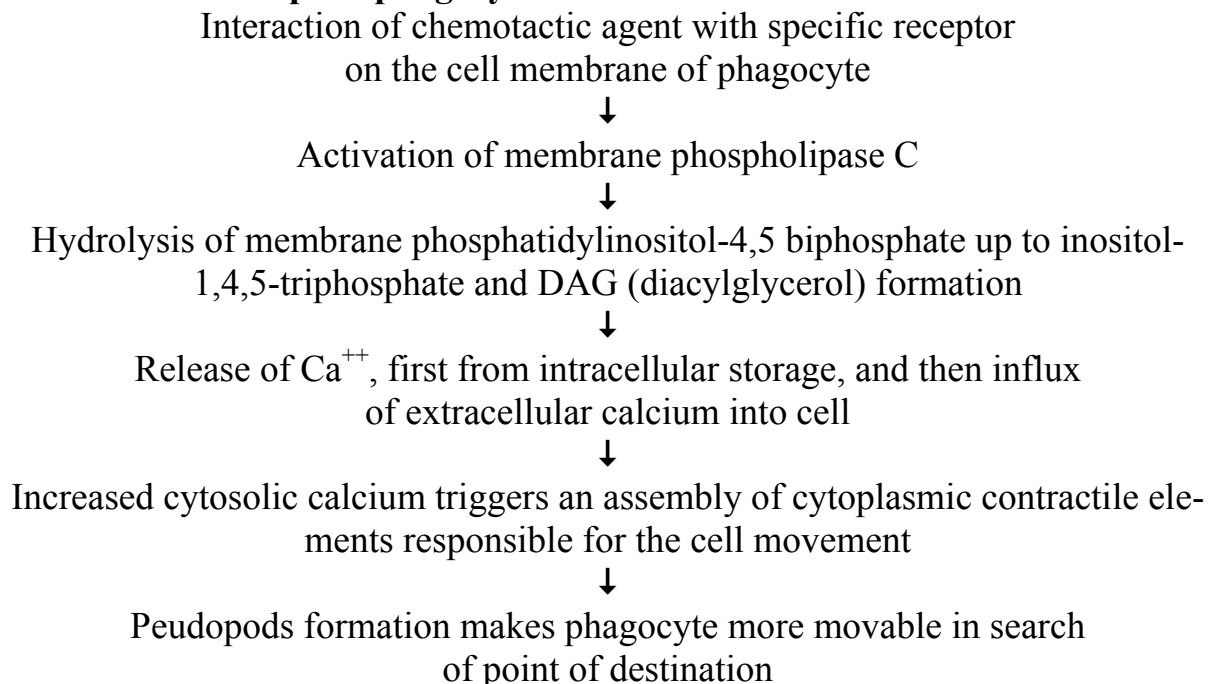 Interaction of chemotactic agent with specific receptor
on the cell membrane of phagocyte
↓
Activation of membrane phospholipase C
↓
Hydrolysis of membrane phosphatidylinositol-4,5 biphosphate up to inositol-
1,4,5-triphosphate and DAG (diacylglycerol) formation
↓
Release of Ca⁺⁺, first from intracellular storage, and then influx
of extracellular calcium into cell
↓
Increased cytosolic calcium triggers an assembly of cytoplasmic contractile ele-
ments responsible for the cell movement
↓
Peudopods formation makes phagocyte more movable in search
of point of destination